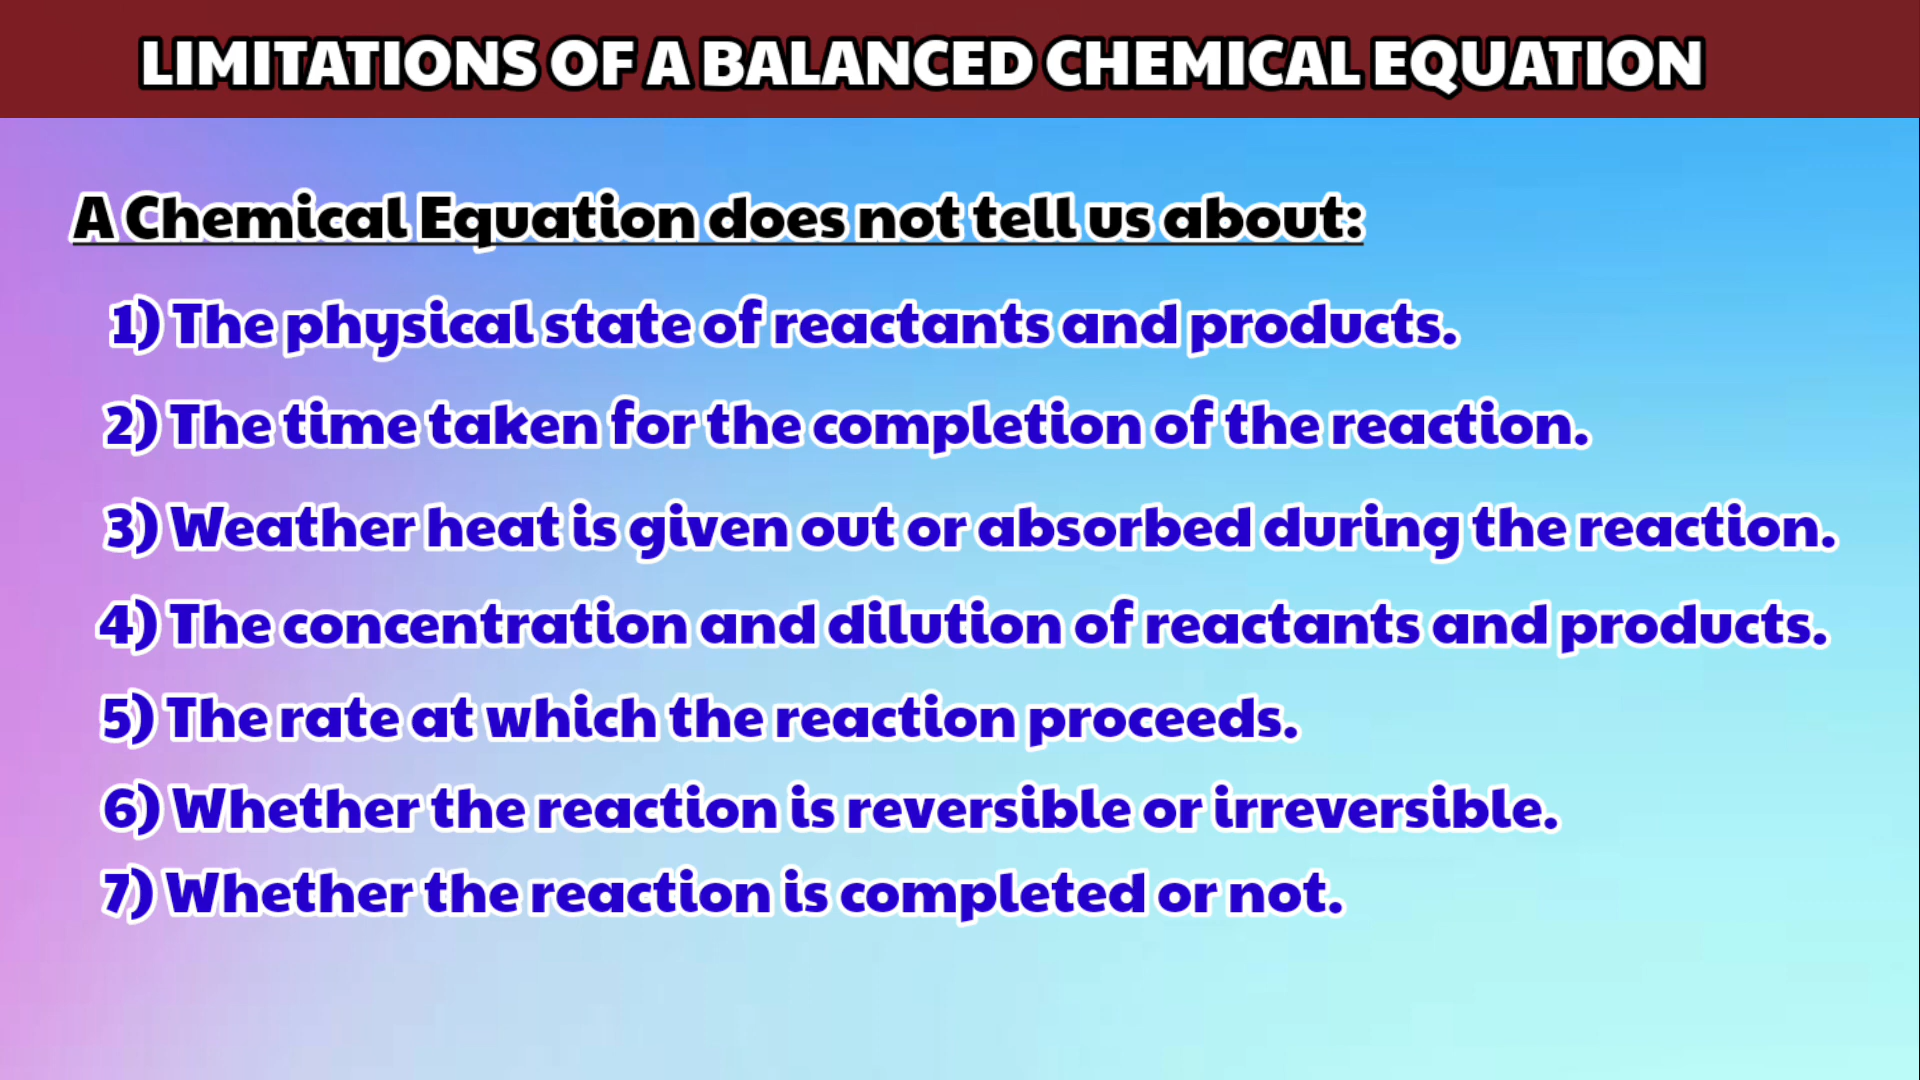 LIMITATIONS OF A BALANCED CHEMICAL EQUATION
A Chemical Equation does not tell us about:
1) The physical state of reactants and products.
2) The time taken for the completion of the reaction.
3) Weather heat is given out or absorbed during the reaction.
4) The concentration and dilution of reactants and products.
5) The rate at which the reaction proceeds.
6) Whether the reaction is reversible or irreversible.
7) Whether the reaction is completed or not.